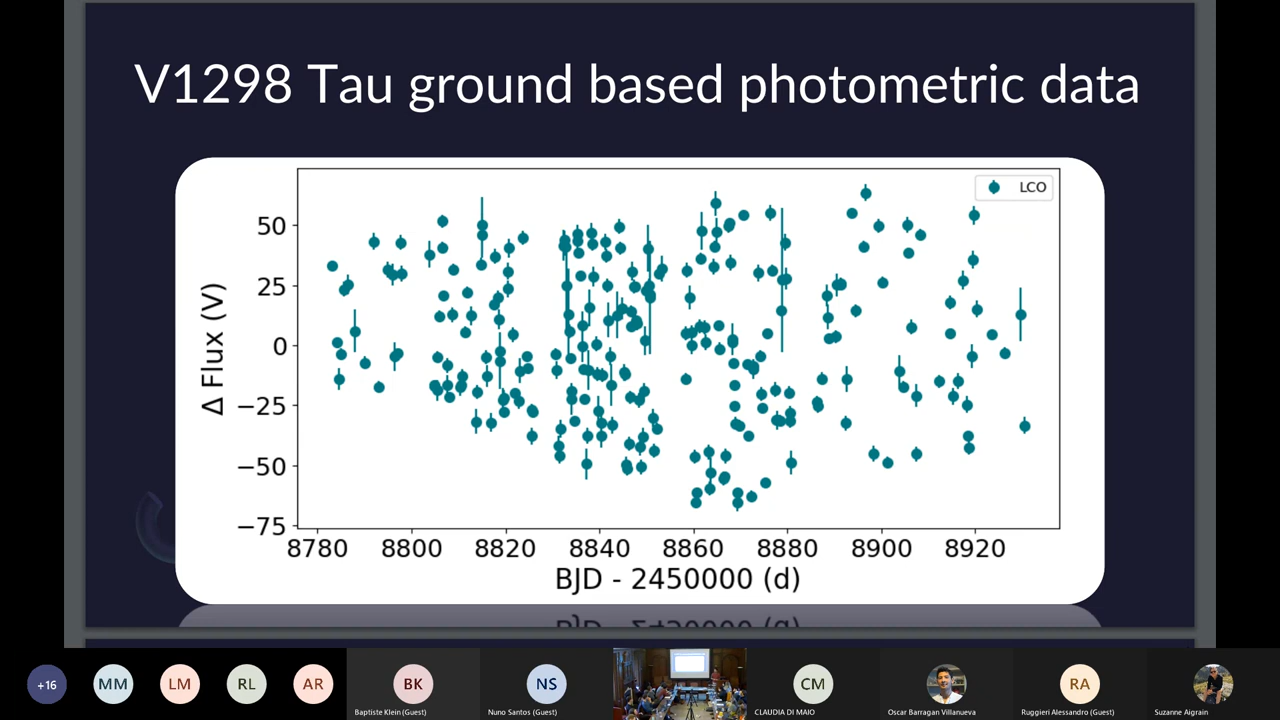 V1298 Tau ground based photometric data
LCO
50
25
0
−25
−50
−75
Δ Flux (V)
8780 8800 8820 8840 8860 8880 8900 8920
BJD - 2450000 (d)
+16
MM
LM
RL
AR
BK
NS
CM
RA
Baptiste Klein (Guest)
Nuno Santos (Guest)
CLAUDIA DI MAIO
Oscar Barragan Villanueva
Ruggieri Alessandro (Guest)
Suzanne Aigrain